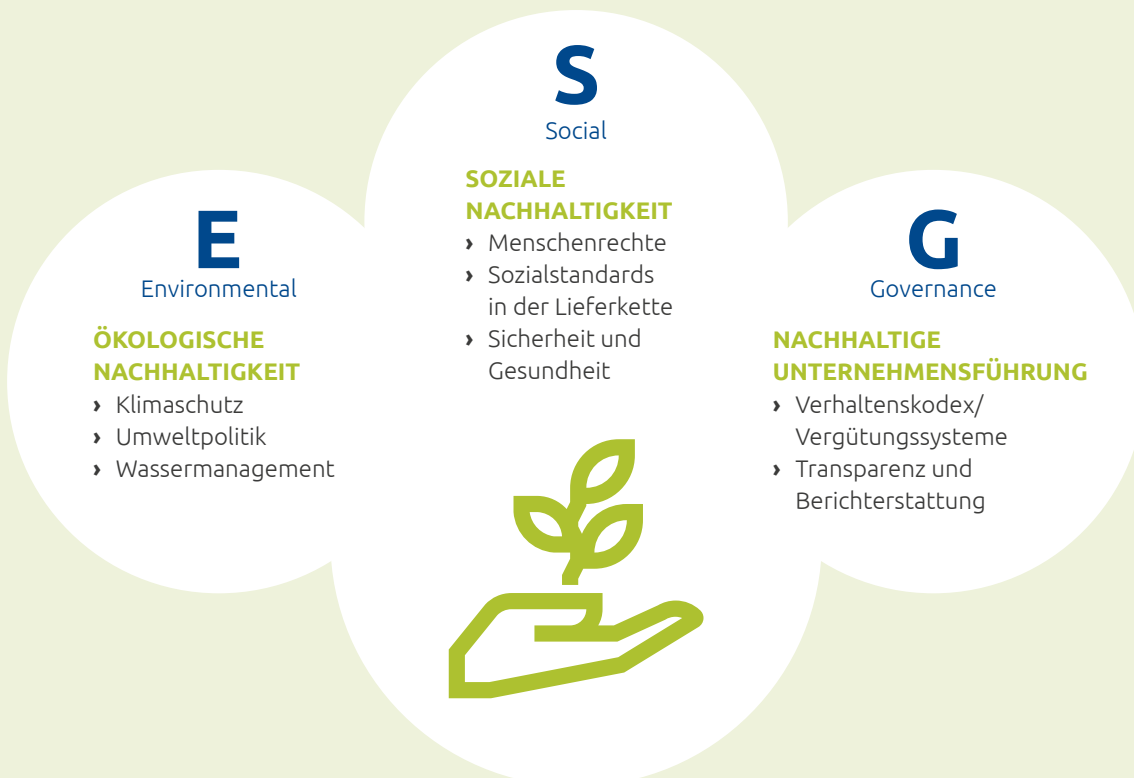 E
Environmental
ÖKOLOGISCHE
NACHHALTIGKEIT
› Klimaschutz
› Umweltpolitik
› Wassermanagement
S
Social
SOZIALE
NACHHALTIGKEIT
› Menschenrechte
› Sozialstandards
in der Lieferkette
› Sicherheit und
Gesundheit
G
Governance
NACHHALTIGE
UNTERNEHMENSFÜHRUNG
› Verhaltenskodex/
Vergütungssysteme
› Transparenz und
Berichterstattung